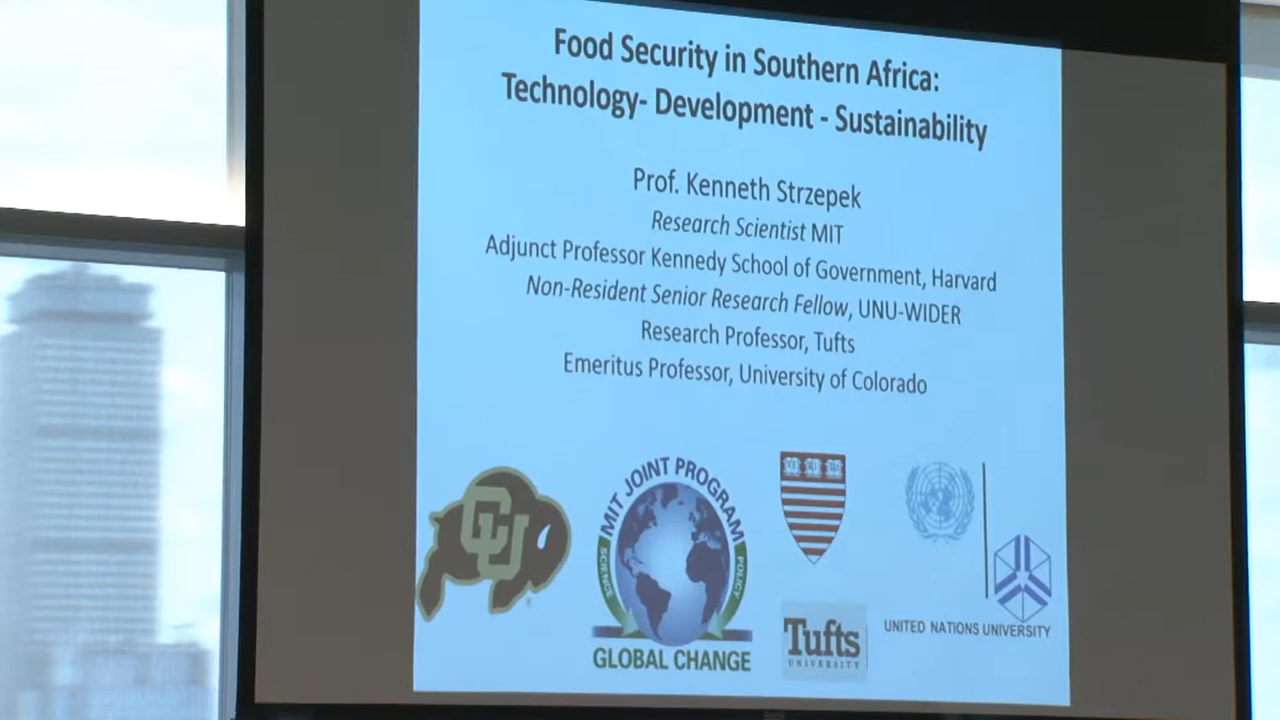 Food Security in Southern Africa:
Technology- Development - Sustainability
Prof. Kenneth Strzepek
Research Scientist MIT
Adjunct Professor Kennedy School of Government, Harvard
Non-Resident Senior Research Fellow, UNU-WIDER
Research Professor, Tufts
Emeritus Professor, University of Colorado
CU
MIT JOINT PROGRAM
SCIENCE
POLICY
GLOBAL CHANGE
Tufts
UNIVERSITY
UNITED NATIONS UNIVERSITY